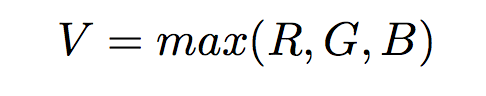 V = max(R, G, B)